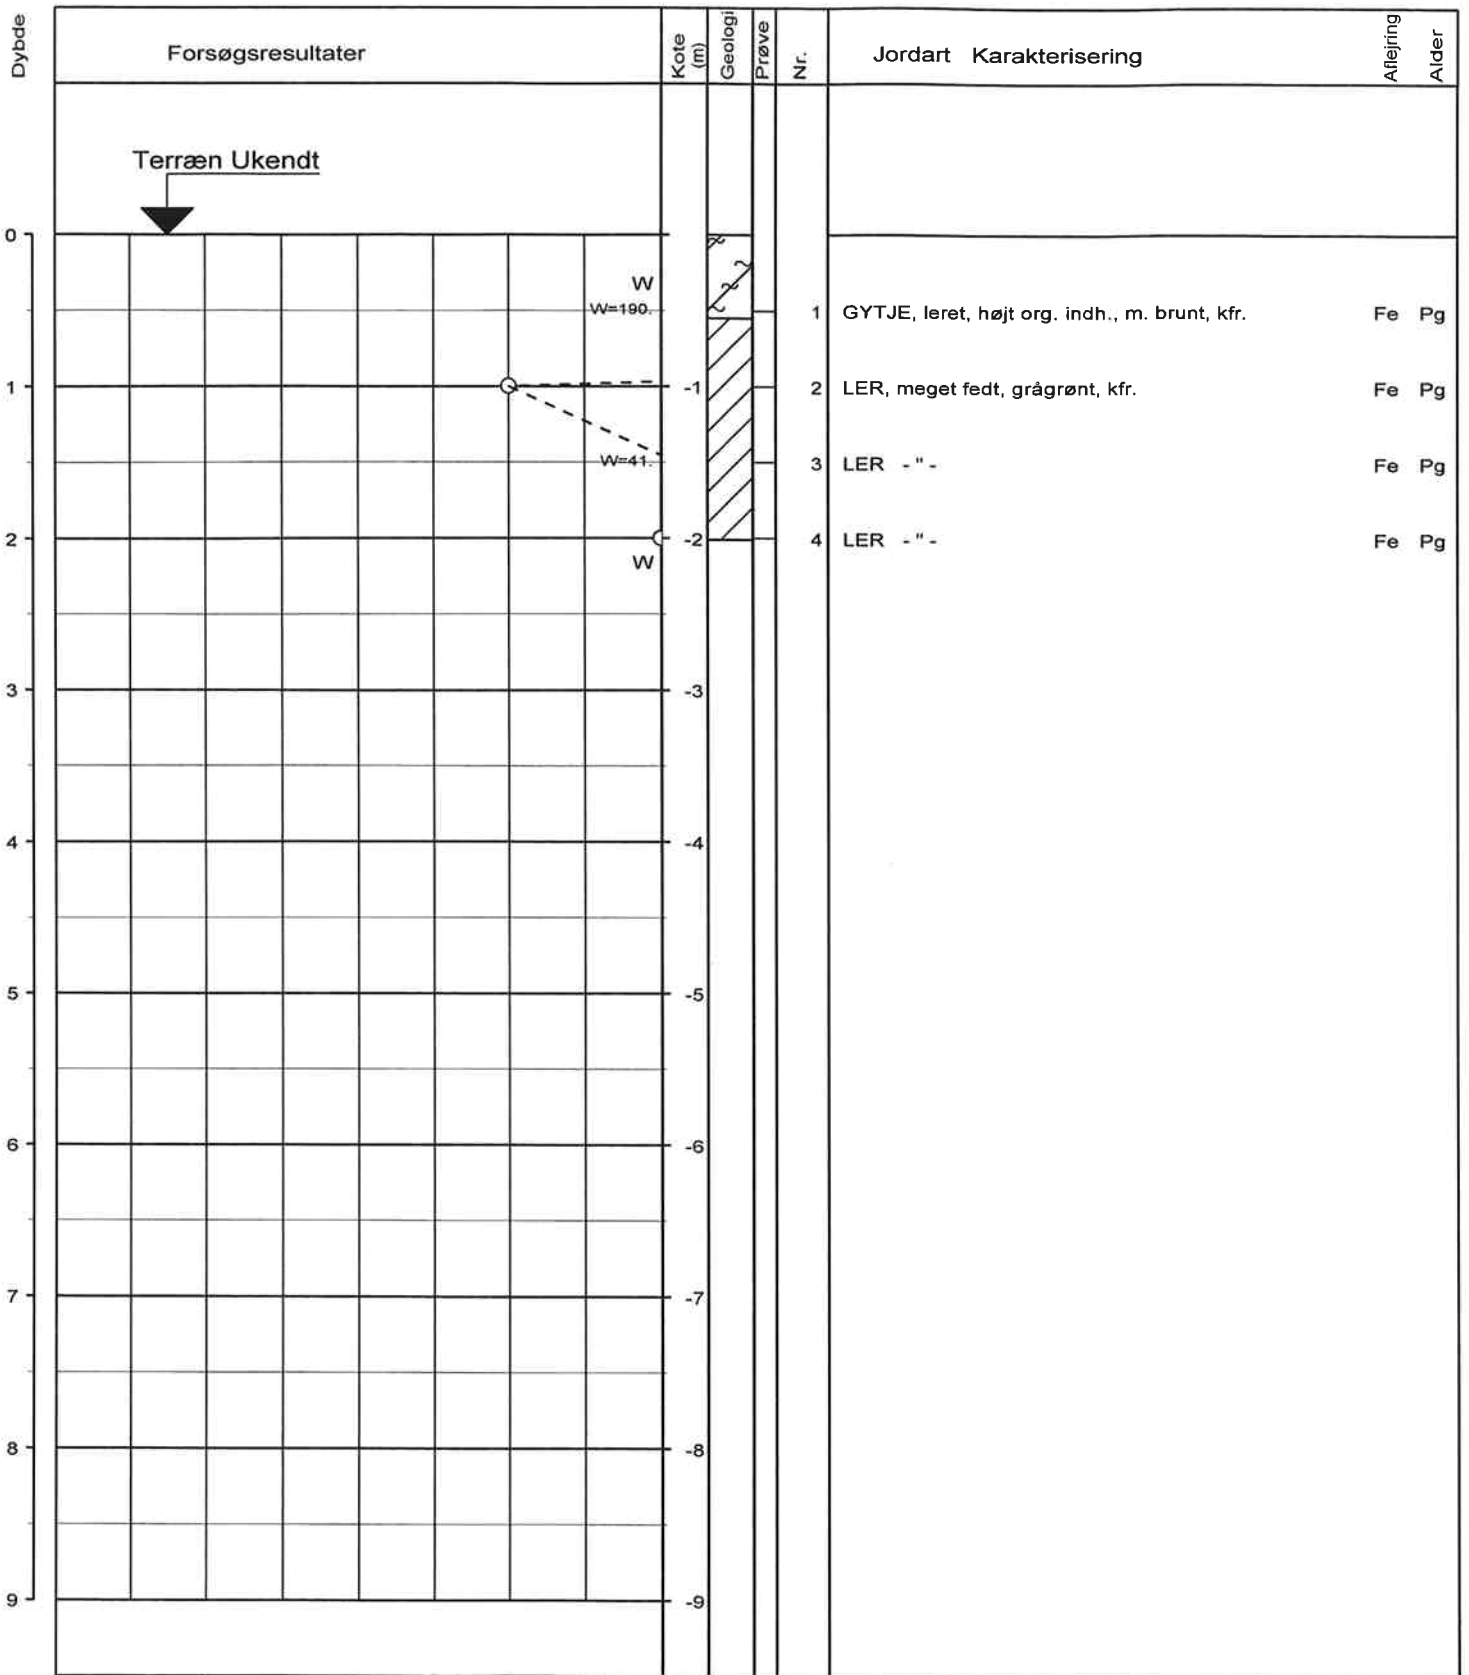 Dybde
Forsøgsresultater
Kote (m)
Geologi
Prøve
Nr.
Jordart Karakterisering
Aflejring
Alder
Terræn Ukendt
0
W
W=190.
1 GYTJE, leret, højt org. indh., m. brunt, kfr. Fe Pg
1 -1 2 LER, meget fedt, grågrønt, kfr. Fe Pg
W=41. 3 LER - " - Fe Pg
2 -2 4 LER - " - Fe Pg
W
3 -3
4 -4
5 -5
6 -6
7 -7
8 -8
9 -9